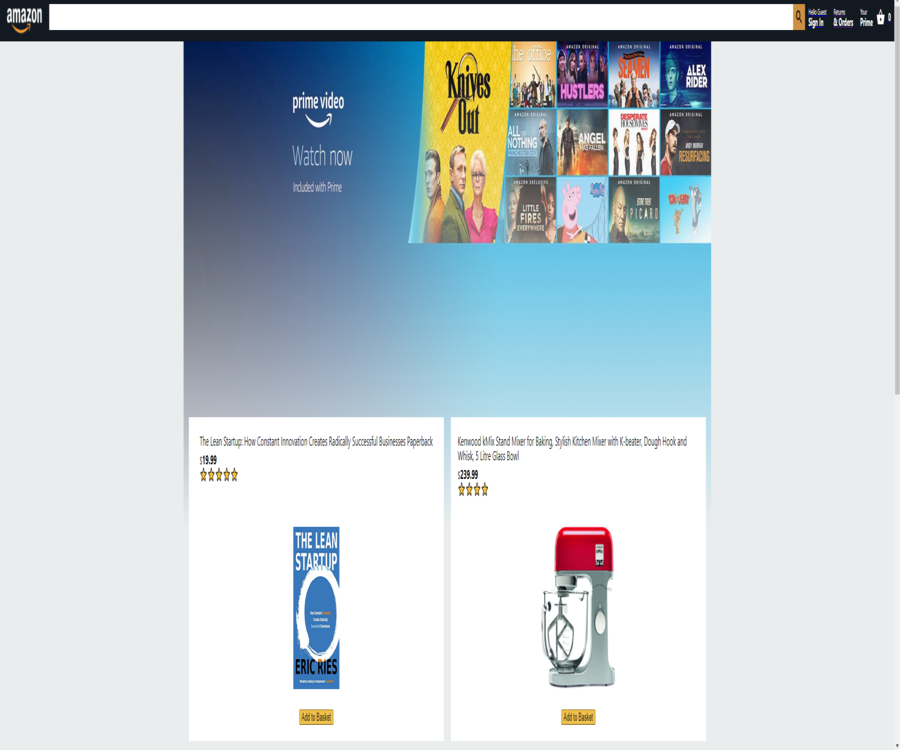 amazon
Hello Guest
Sign In
Returns
& Orders
Your
Prime
0
prime video
Watch now
Included with Prime
Knives
Out
the office
AMAZON ORIGINAL
HUSTLERS
AMAZON ORIGINAL
SEA FEVER
AMAZON ORIGINAL
ALEX
RIDER
AMAZON ORIGINAL
ALL OR
NOTHING
ANGEL
HAS FALLEN
DESPERATE
HOUSEWIVES
AMAZON ORIGINAL
ANDY MURRAY
RESURFACING
AMAZON EXCLUSIVE
LITTLE
FIRES
EVERYWHERE
AMAZON ORIGINAL
STAR TREK
PICARD
The Lean Startup: How Constant Innovation Creates Radically Successful Businesses Paperback
$19.99
THE LEAN
STARTUP
ERIC RIES
Add to Basket
Kenwood kMix Stand Mixer for Baking, Stylish Kitchen Mixer with K-beater, Dough Hook and
Whisk, 5 Litre Glass Bowl
$239.99
Add to Basket